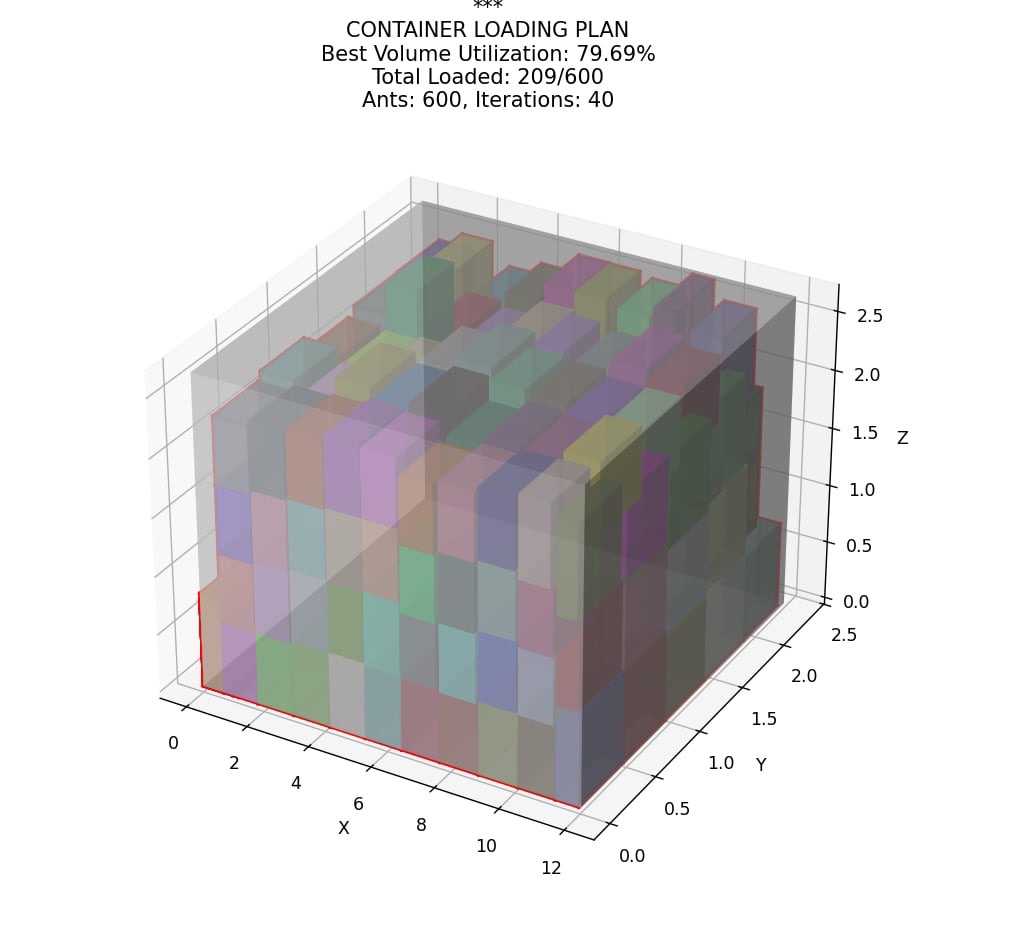 ***
CONTAINER LOADING PLAN
Best Volume Utilization: 79.69%
Total Loaded: 209/600
Ants: 600, Iterations: 40
2.5
2.0
1.5
Z
1.0
0.5
0.0
2.5
2.0
1.5
1.0
Y
0.5
0.0
0
2
4
6
X
8
10
12